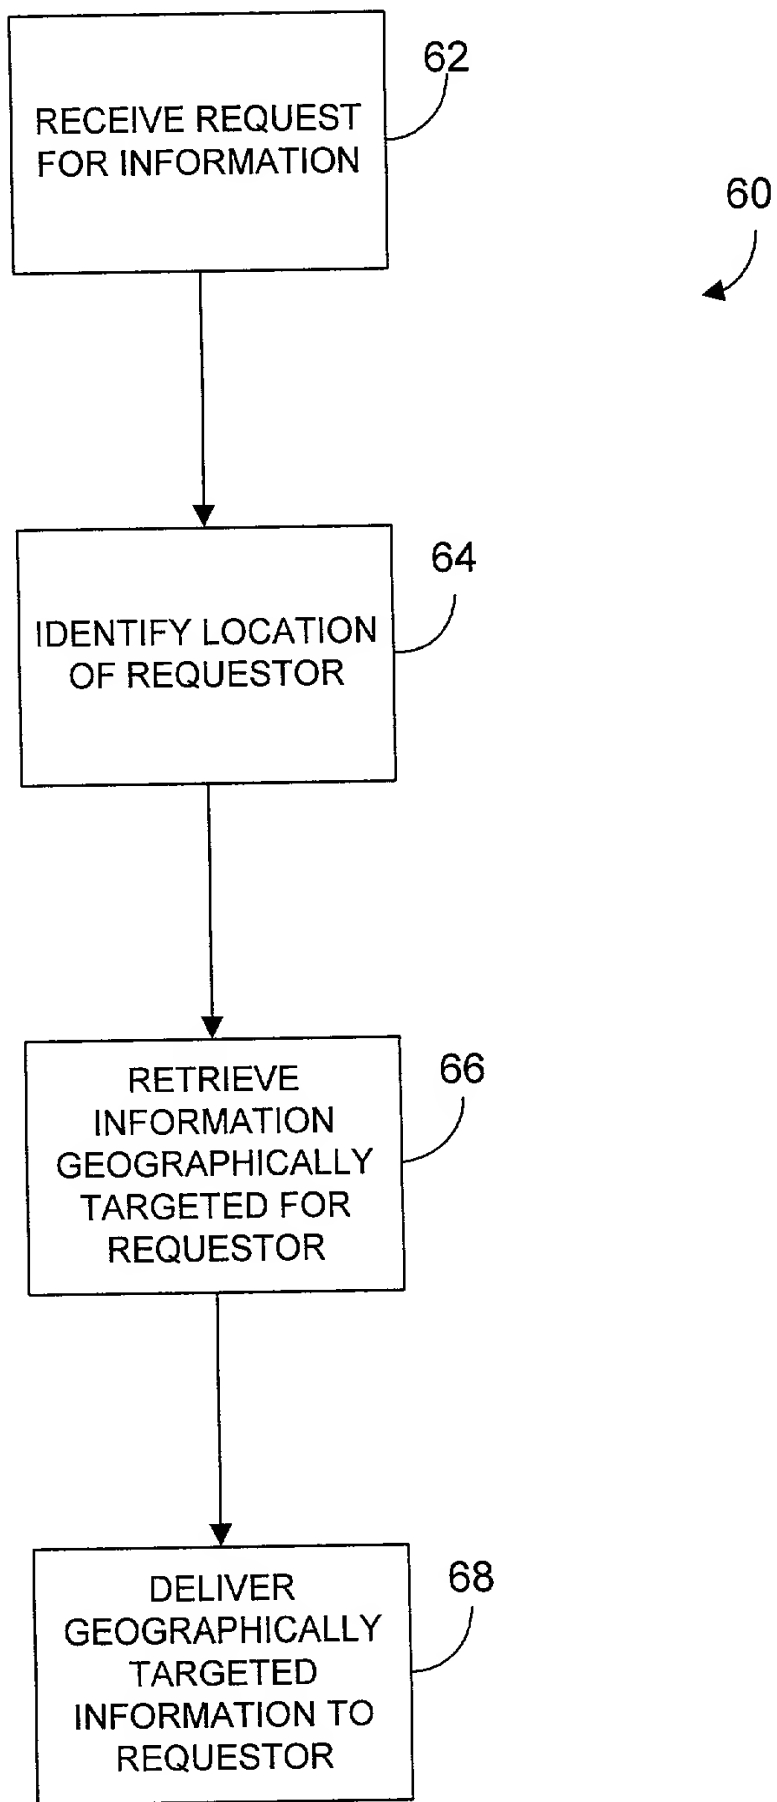 62
RECEIVE REQUEST
FOR INFORMATION
60
64
IDENTIFY LOCATION
OF REQUESTOR
66
RETRIEVE
INFORMATION
GEOGRAPHICALLY
TARGETED FOR
REQUESTOR
68
DELIVER
GEOGRAPHICALLY
TARGETED
INFORMATION TO
REQUESTOR